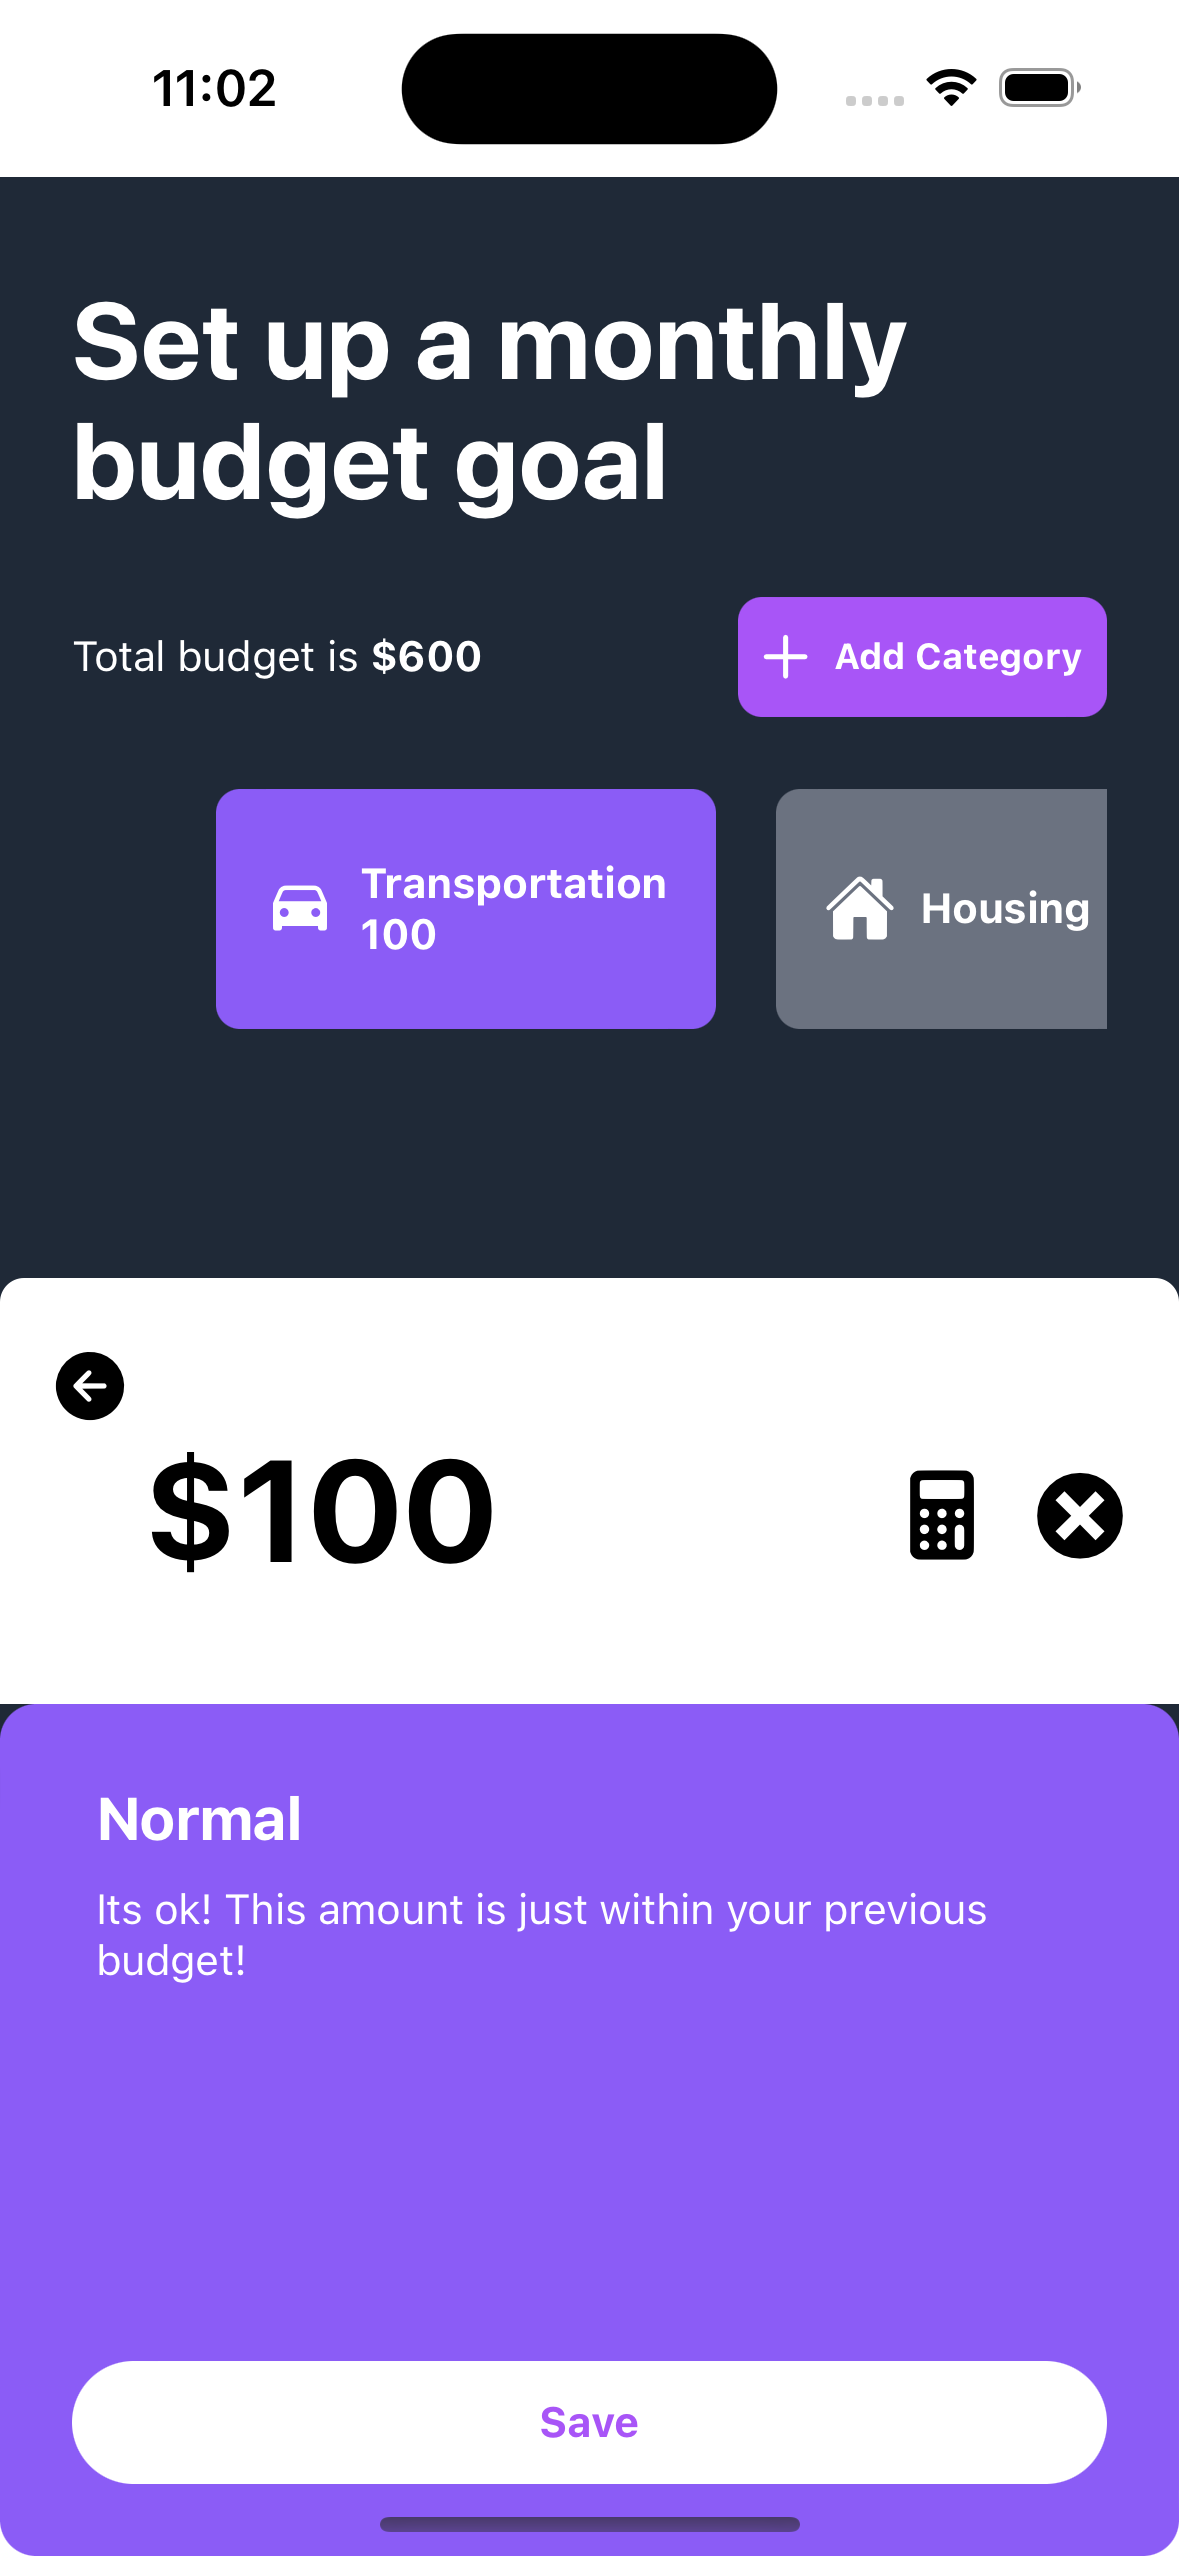 11:02
Set up a monthly
budget goal
Total budget is $600
Add Category
Transportation
100
Housing
$100
Normal
Its ok! This amount is just within your previous
budget!
Save